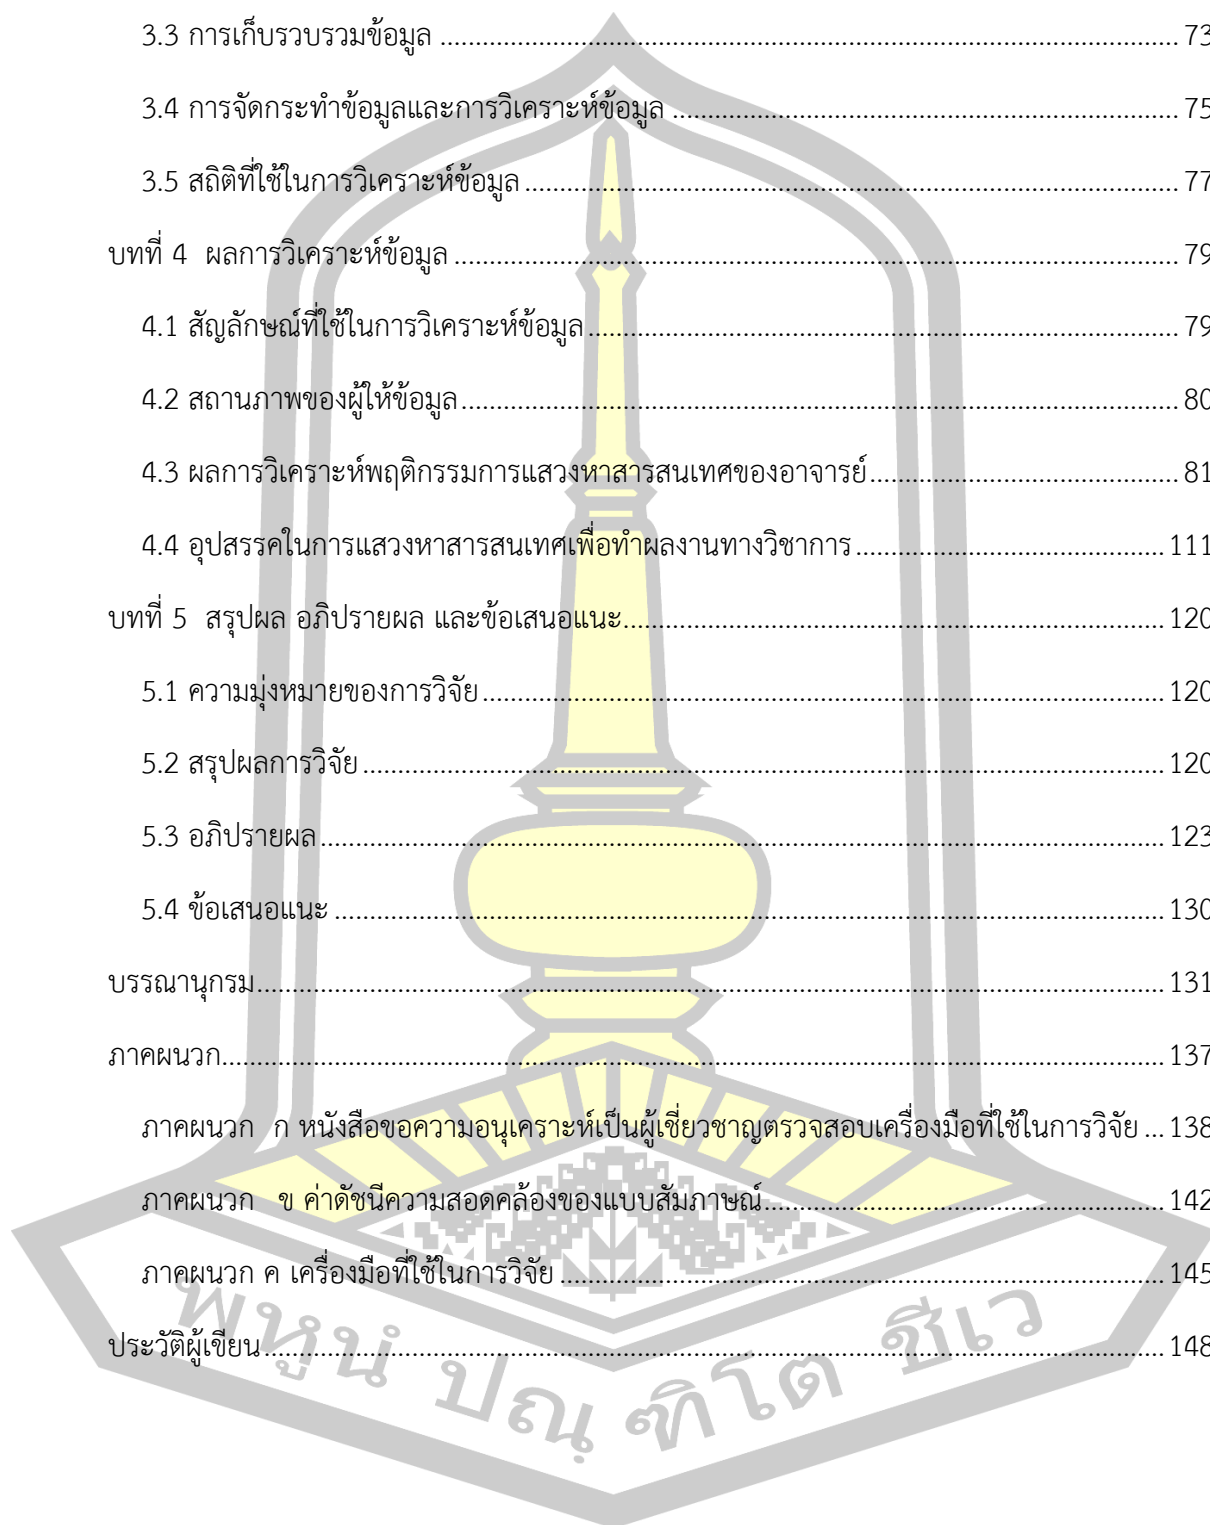 3.3 การเก็บรวบรวมข้อมูล ........ 73
3.4 การจัดกระทำข้อมูลและการวิเคราะห์ข้อมูล ........ 75
3.5 สถิติที่ใช้ในการวิเคราะห์ข้อมูล ........ 77
บทที่ 4 ผลการวิเคราะห์ข้อมูล ........ 79
4.1 สัญลักษณ์ที่ใช้ในการวิเคราะห์ข้อมูล ........ 79
4.2 สถานภาพของผู้ให้ข้อมูล ........ 80
4.3 ผลการวิเคราะห์พฤติกรรมการแสวงหาสารสนเทศของอาจารย์ ........ 81
4.4 อุปสรรคในการแสวงหาสารสนเทศเพื่อทำผลงานทางวิชาการ ........ 111
บทที่ 5 สรุปผล อภิปรายผล และข้อเสนอแนะ ........ 120
5.1 ความมุ่งหมายของการวิจัย ........ 120
5.2 สรุปผลการวิจัย ........ 120
5.3 อภิปรายผล ........ 123
5.4 ข้อเสนอแนะ ........ 130
บรรณานุกรม ........ 131
ภาคผนวก ........ 137
ภาคผนวก ก หนังสือขอความอนุเคราะห์เป็นผู้เชี่ยวชาญตรวจสอบเครื่องมือที่ใช้ในการวิจัย ... 138
ภาคผนวก ข ค่าดัชนีความสอดคล้องของแบบสัมภาษณ์ ........ 142
ภาคผนวก ค เครื่องมือที่ใช้ในการวิจัย ........ 145
ประวัติผู้เขียน ........ 148
พหูนํ ปณฺฑิโต ชีเว